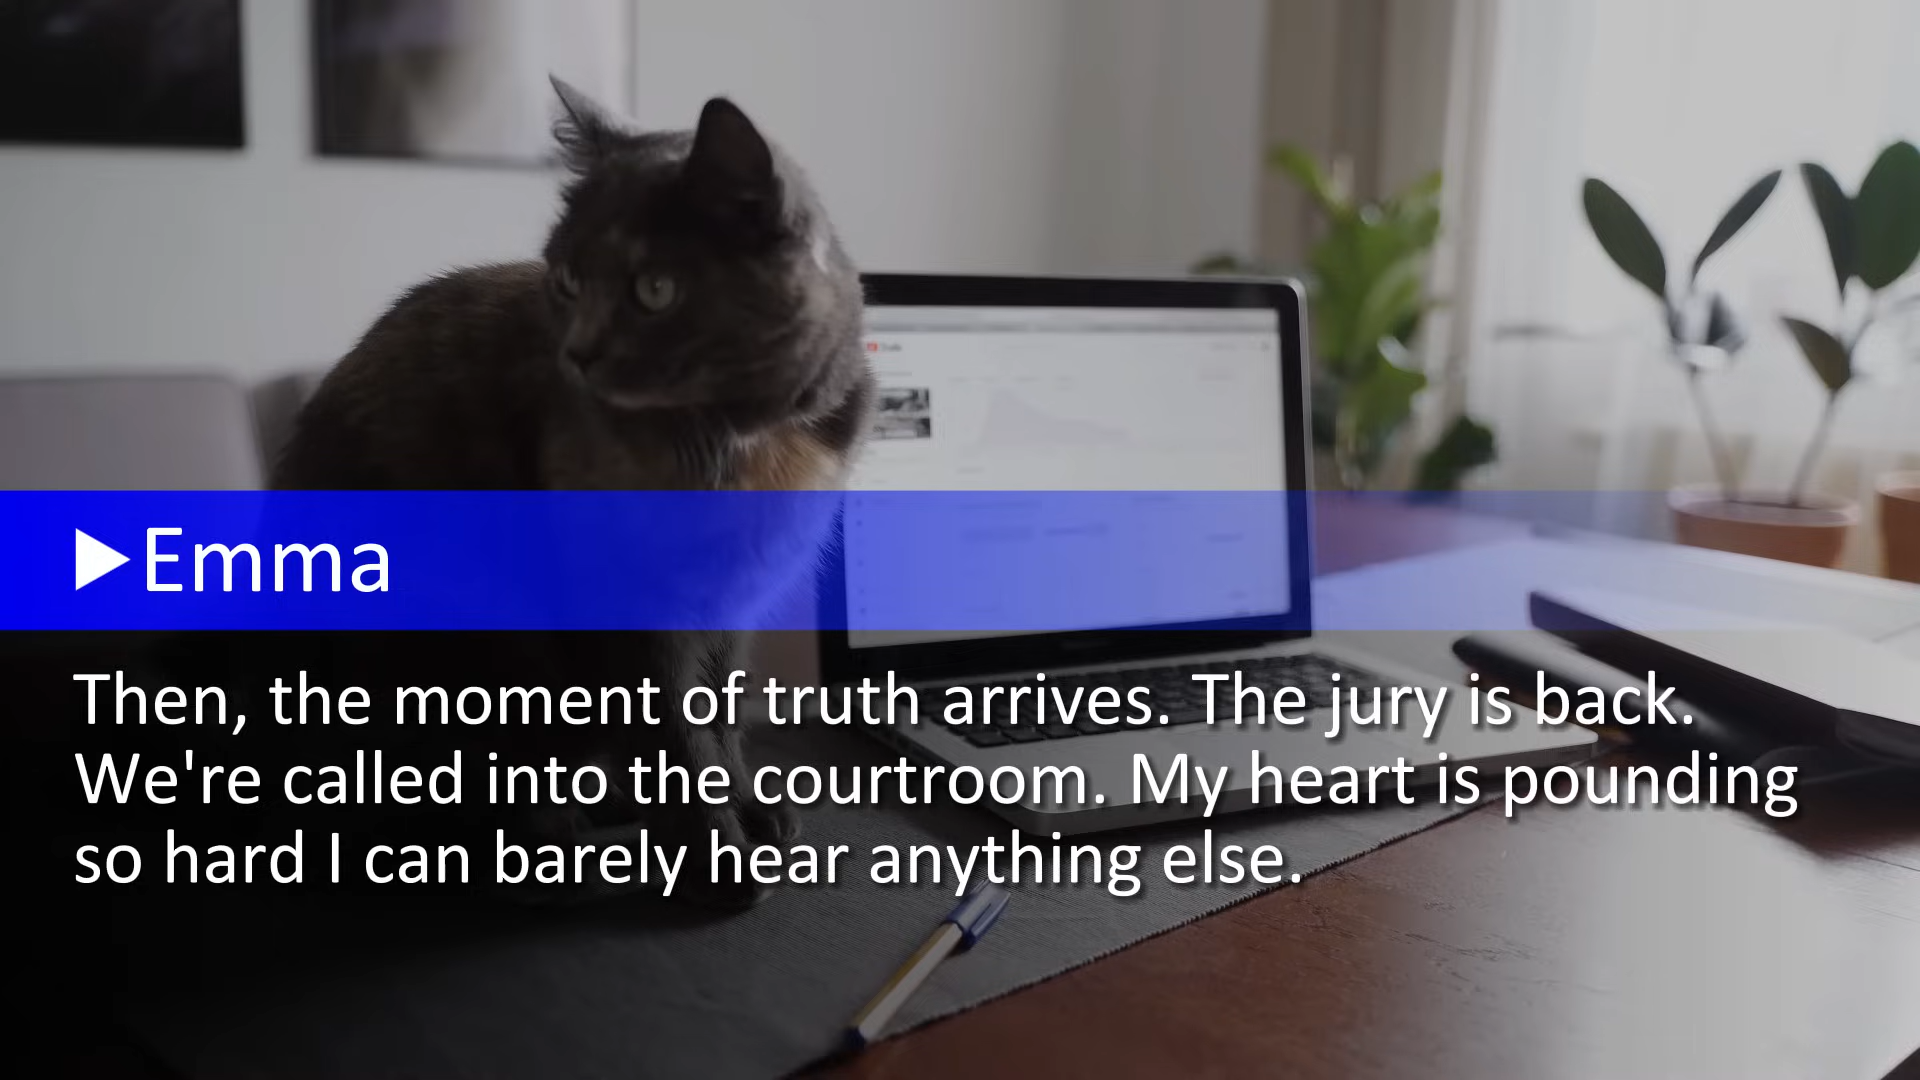 Emma
Then, the moment of truth arrives. The jury is back.
We're called into the courtroom. My heart is pounding
so hard I can barely hear anything else.